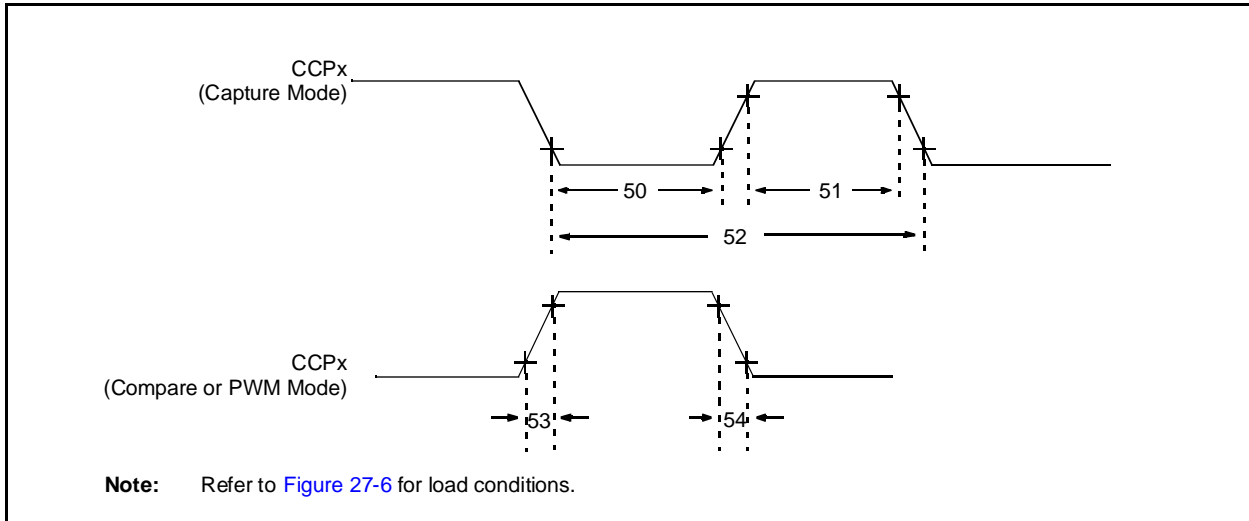 CCPx
(Capture Mode)
50
51
52
CCPx
(Compare or PWM Mode)
53
54
Note: Refer to Figure 27-6 for load conditions.